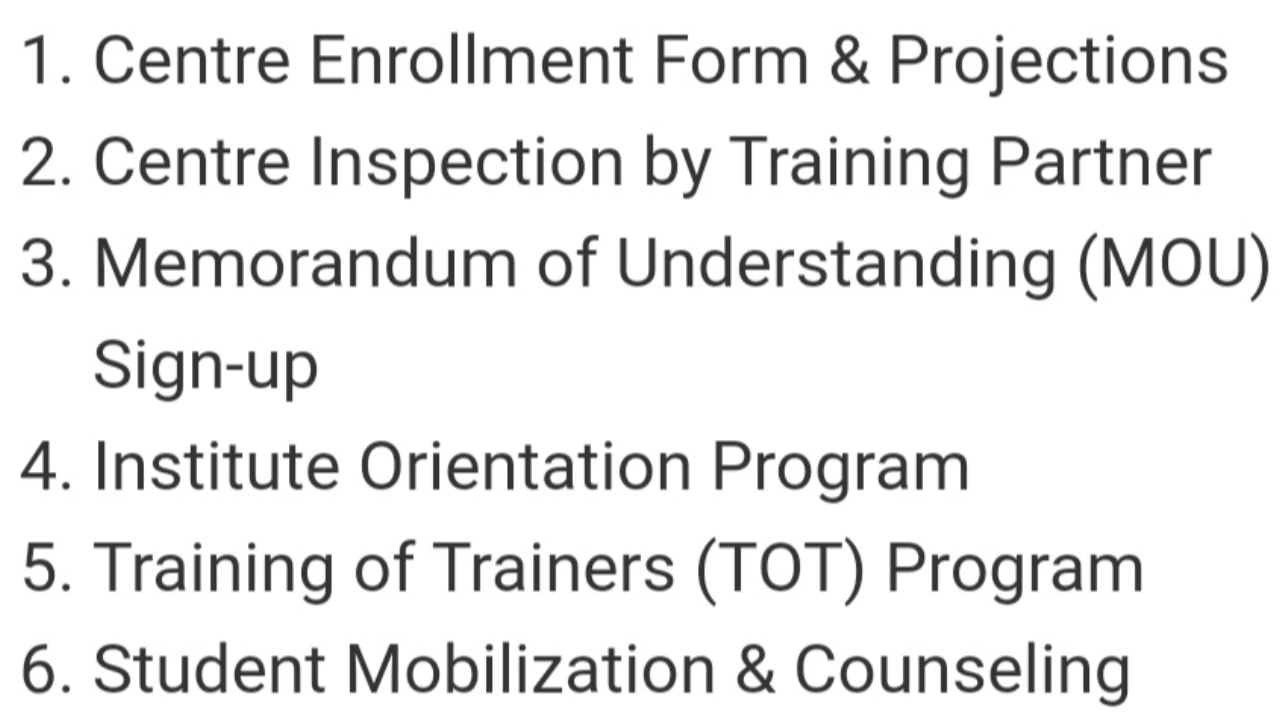 1. Centre Enrollment Form & Projections
2. Centre Inspection by Training Partner
3. Memorandum of Understanding (MOU)
Sign-up
4. Institute Orientation Program
5. Training of Trainers (TOT) Program
6. Student Mobilization & Counseling